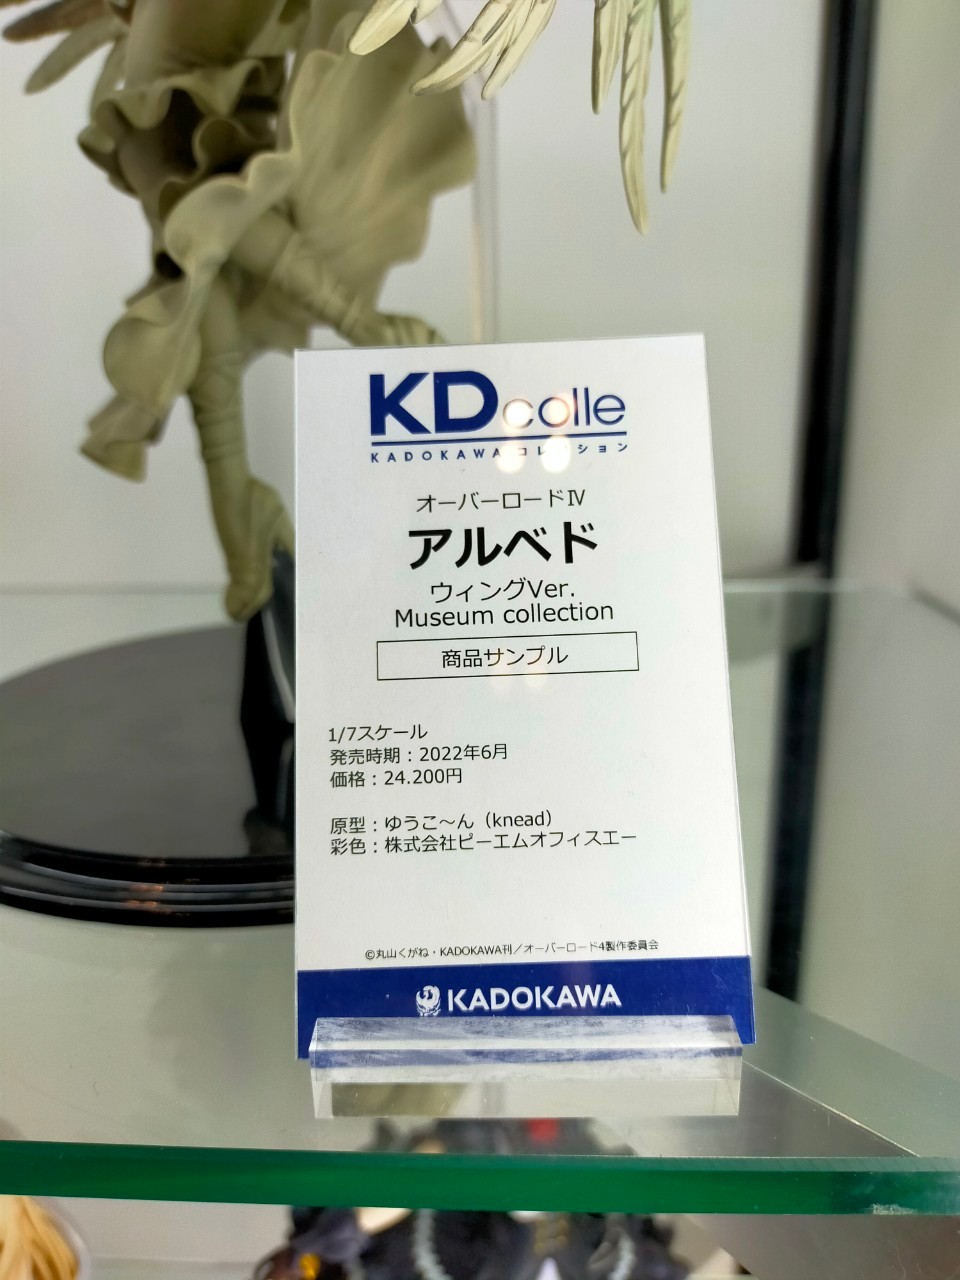 KDcolle
KADOKAWAコレクション
オーバーロードⅣ
アルベド
ウィングVer.
Museum collection
商品サンプル
1/7スケール
発売時期：2022年6月
価格：24.200円
原型：ゆうこ～ん（knead）
彩色：株式会社ピーエムオフィスエー
©丸山くがね・KADOKAWA刊／オーバーロード4製作委員会
KADOKAWA